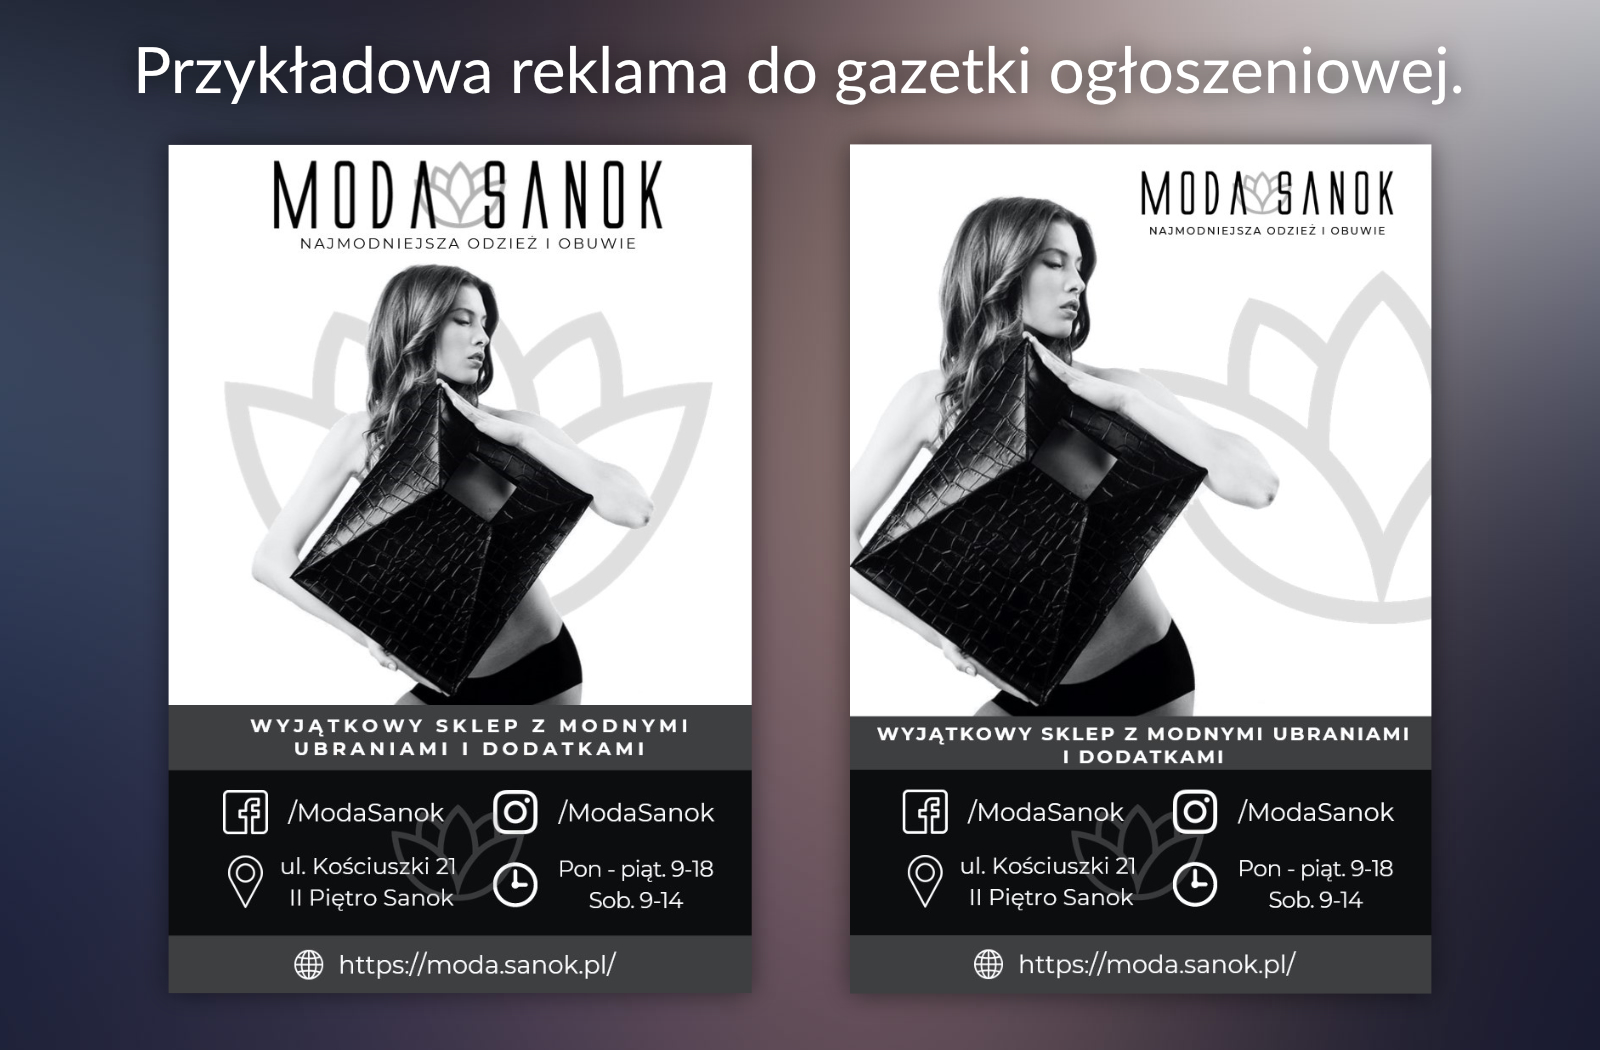 Przykładowa reklama do gazetki ogłoszeniowej.
MODA SANOK
NAJMODNIEJSZA ODZIEŻ I OBUWIE
WYJĄTKOWY SKLEP Z MODNYMI
UBRANIAMI I DODATKAMI
/ModaSanok
/ModaSanok
ul. Kościuszki 21
II Piętro Sanok
Pon - piąt. 9-18
Sob. 9-14
https://moda.sanok.pl/
MODA SANOK
NAJMODNIEJSZA ODZIEŻ I OBUWIE
WYJĄTKOWY SKLEP Z MODNYMI UBRANIAMI
I DODATKAMI
/ModaSanok
/ModaSanok
ul. Kościuszki 21
II Piętro Sanok
Pon - piąt. 9-18
Sob. 9-14
https://moda.sanok.pl/